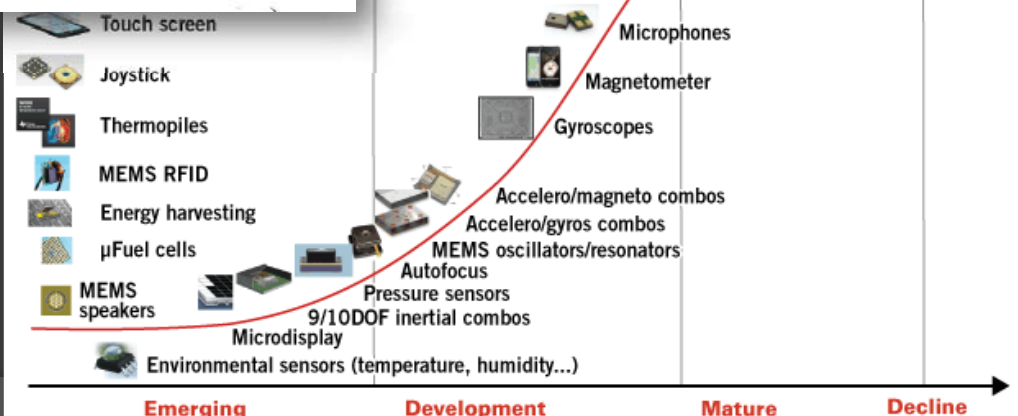 Touch screen
Microphones
Joystick
Magnetometer
Thermopiles
Gyroscopes
MEMS RFID
Accelero/magneto combos
Energy harvesting
Accelero/gyros combos
µFuel cells
MEMS oscillators/resonators
Autofocus
MEMS
speakers
Pressure sensors
9/10DOF inertial combos
Microdisplay
Environmental sensors (temperature, humidity...)
Emerging
Development
Mature
Decline